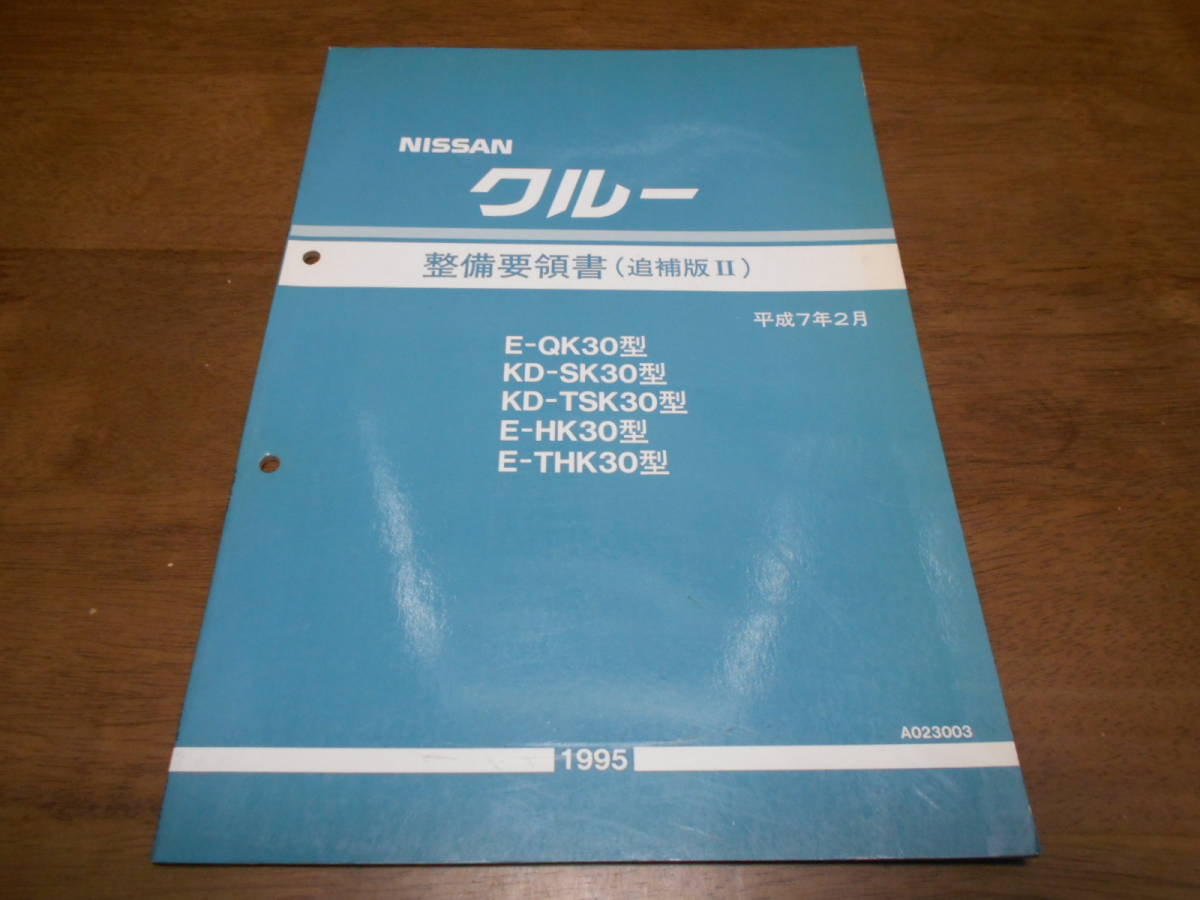 NISSAN
クルー
整備要領書(追補版II)
平成7年2月
E-QK30型
KD-SK30型
KD-TSK30型
E-HK30型
E-THK30型
A023003
1995